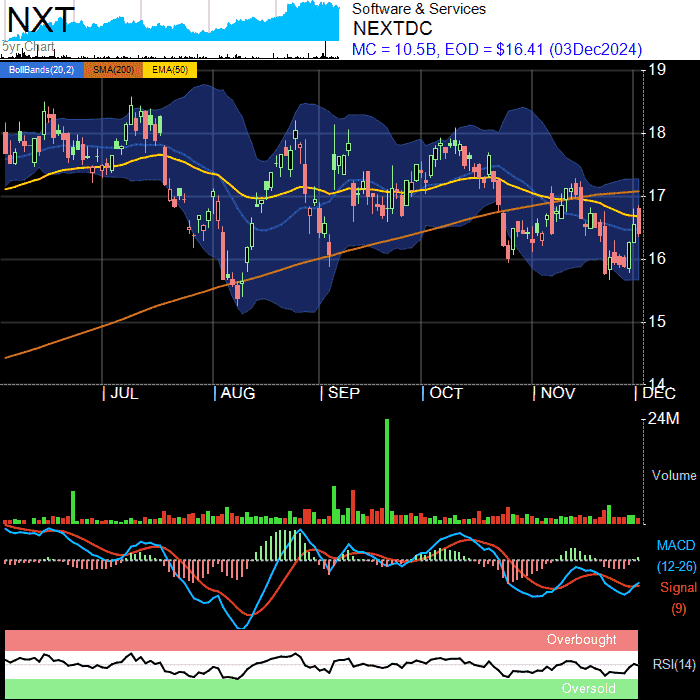 NXT
5yr Chart
Software & Services
NEXTDC
MC = 10.5B, EOD = $16.41 (03Dec2024)
BollBands(20,2) SMA(200) EMA(50)
19
18
17
16
15
14
JUL AUG SEP OCT NOV DEC
24M
Volume
MACD
(12-26)
Signal
(9)
Overbought
RSI(14)
Oversold